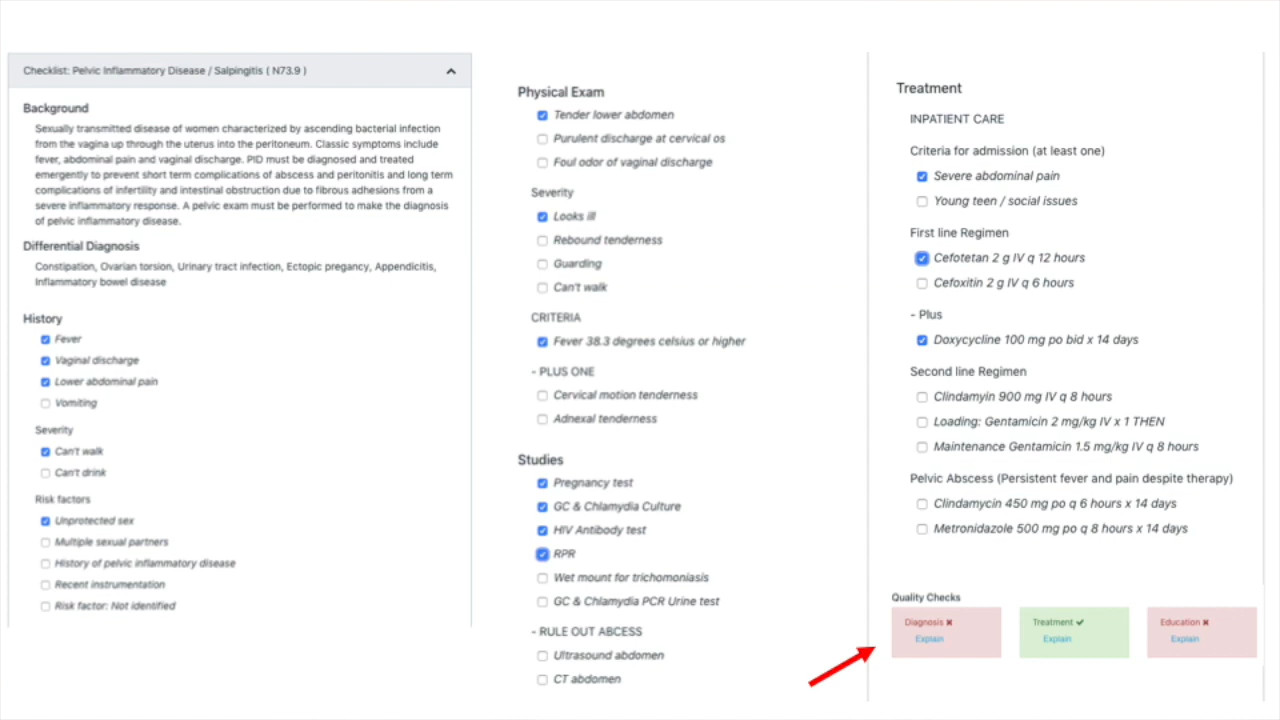 Checklist: Pelvic Inflammatory Disease / Salpingitis ( N73.9 )
Background
Sexually transmitted disease of women characterized by ascending bacterial infection
from the vagina up through the uterus into the peritoneum. Classic symptoms include
fever, abdominal pain and vaginal discharge. PID must be diagnosed and treated
emergently to prevent short term complications of abscess and peritonitis and long term
complications of infertility and intestinal obstruction due to fibrous adhesions from a
severe inflammatory response. A pelvic exam must be performed to make the diagnosis
of pelvic inflammatory disease.
Differential Diagnosis
Constipation, Ovarian torsion, Urinary tract infection, Ectopic pregancy, Appendicitis,
Inflammatory bowel disease
History
Fever
Vaginal discharge
Lower abdominal pain
Vomiting
Severity
Can't walk
Can't drink
Risk factors
Unprotected sex
Multiple sexual partners
History of pelvic inflammatory disease
Recent instrumentation
Risk factor: Not identified
Physical Exam
Tender lower abdomen
Purulent discharge at cervical os
Foul odor of vaginal discharge
Severity
Looks ill
Rebound tenderness
Guarding
Can't walk
CRITERIA
Fever 38.3 degrees celsius or higher
- PLUS ONE
Cervical motion tenderness
Adnexal tenderness
Studies
Pregnancy test
GC & Chlamydia Culture
HIV Antibody test
RPR
Wet mount for trichomoniasis
GC & Chlamydia PCR Urine test
- RULE OUT ABCESS
Ultrasound abdomen
CT abdomen
Treatment
INPATIENT CARE
Criteria for admission (at least one)
Severe abdominal pain
Young teen / social issues
First line Regimen
Cefotetan 2 g IV q 12 hours
Cefoxitin 2 g IV q 6 hours
- Plus
Doxycycline 100 mg po bid x 14 days
Second line Regimen
Clindamyin 900 mg IV q 8 hours
Loading: Gentamicin 2 mg/kg IV x 1 THEN
Maintenance Gentamicin 1.5 mg/kg IV q 8 hours
Pelvic Abscess (Persistent fever and pain despite therapy)
Clindamycin 450 mg po q 6 hours x 14 days
Metronidazole 500 mg po q 8 hours x 14 days
Quality Checks
Diagnosis ✖
Explain
Treatment ✔
Explain
Education ✖
Explain